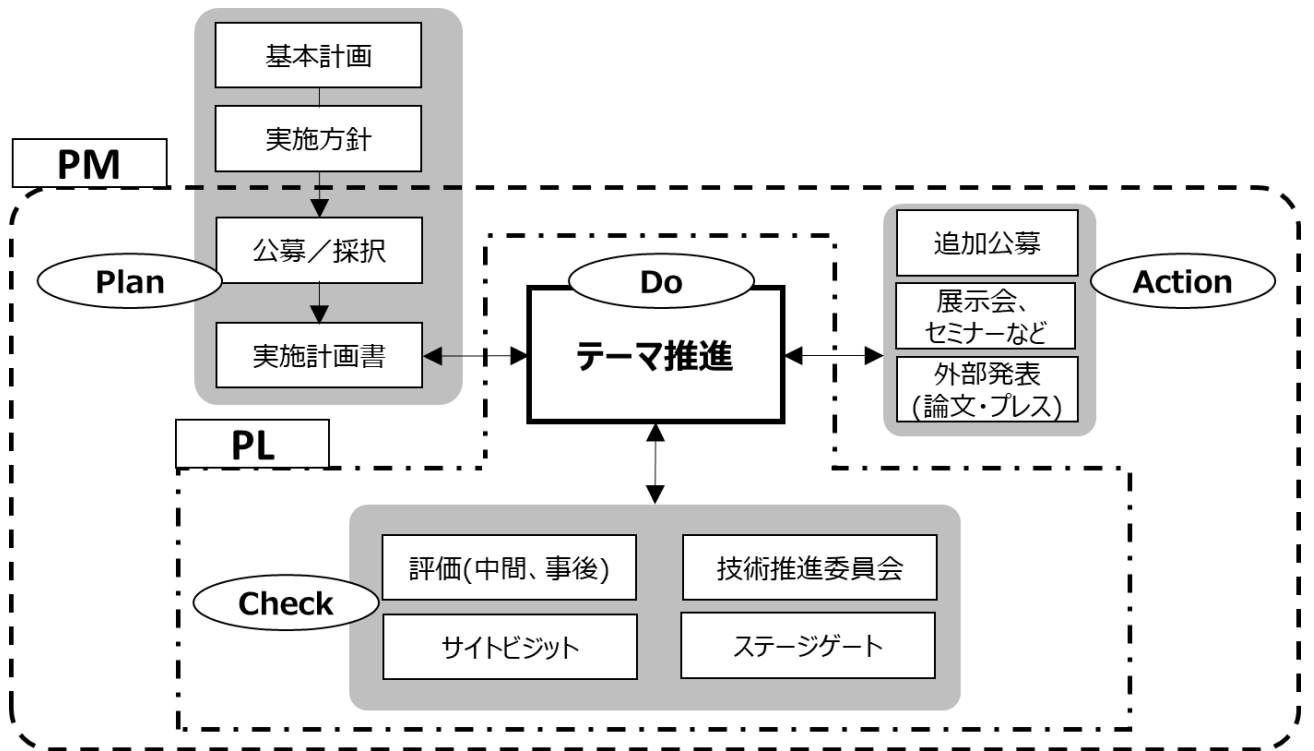 基本計画
実施方針
PM
公募／採択
Plan
実施計画書
Do
テーマ推進
追加公募
Action
展示会、
セミナーなど
外部発表
(論文・プレス)
PL
評価(中間、事後)
技術推進委員会
Check
サイトビジット
ステージゲート